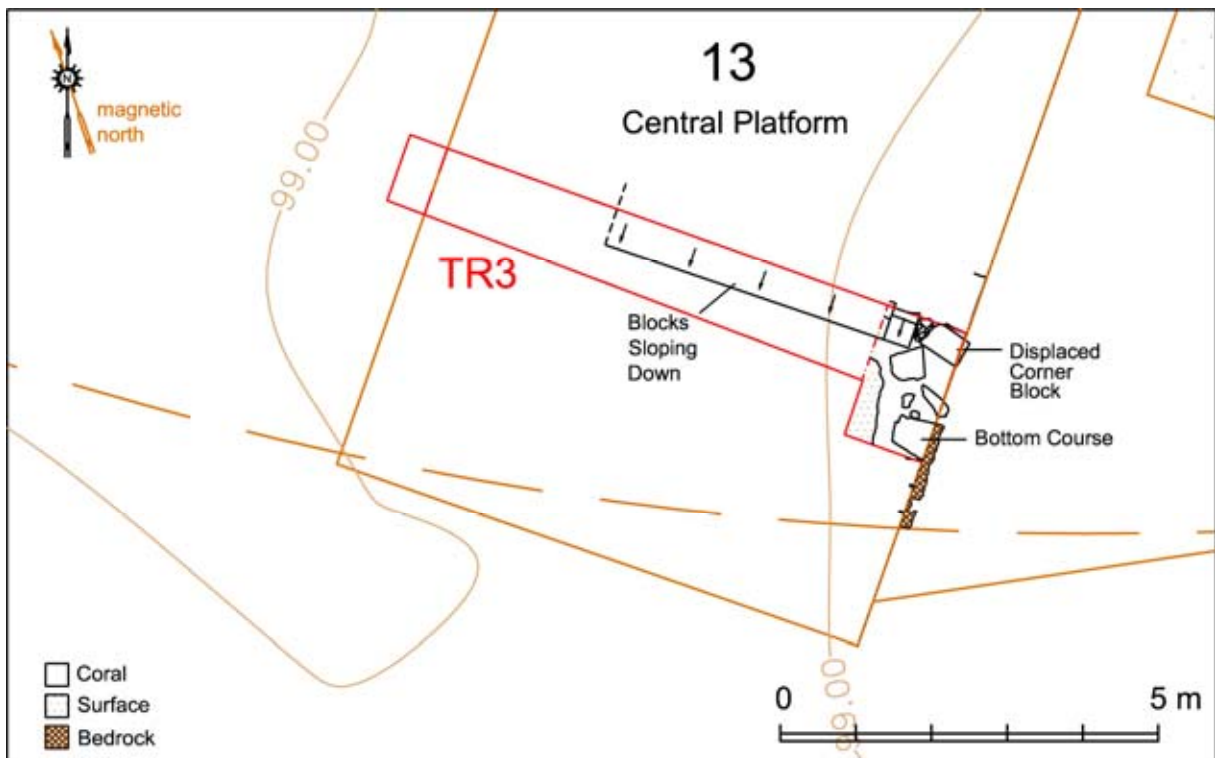 13
Central Platform
N
magnetic
north
99.00
TR3
Blocks
Sloping
Down
Displaced
Corner
Block
Bottom Course
Coral
Surface
Bedrock
0 5 m
99.00